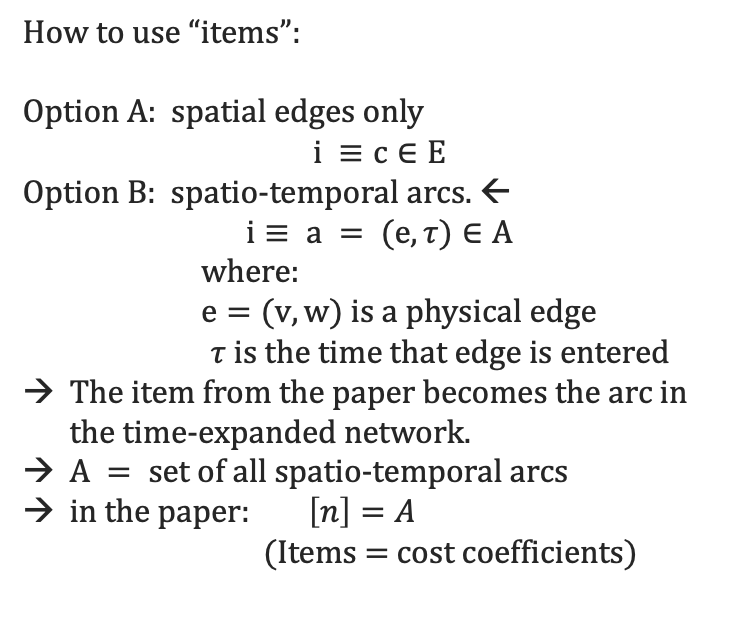 How to use “items”:
Option A: spatial edges only
i ≡ c ∈ E
Option B: spatio-temporal arcs. ←
i ≡ a = (e, τ) ∈ A
where:
e = (v, w) is a physical edge
τ is the time that edge is entered
→ The item from the paper becomes the arc in
the time-expanded network.
→ A = set of all spatio-temporal arcs
→ in the paper: [n] = A
(Items = cost coefficients)